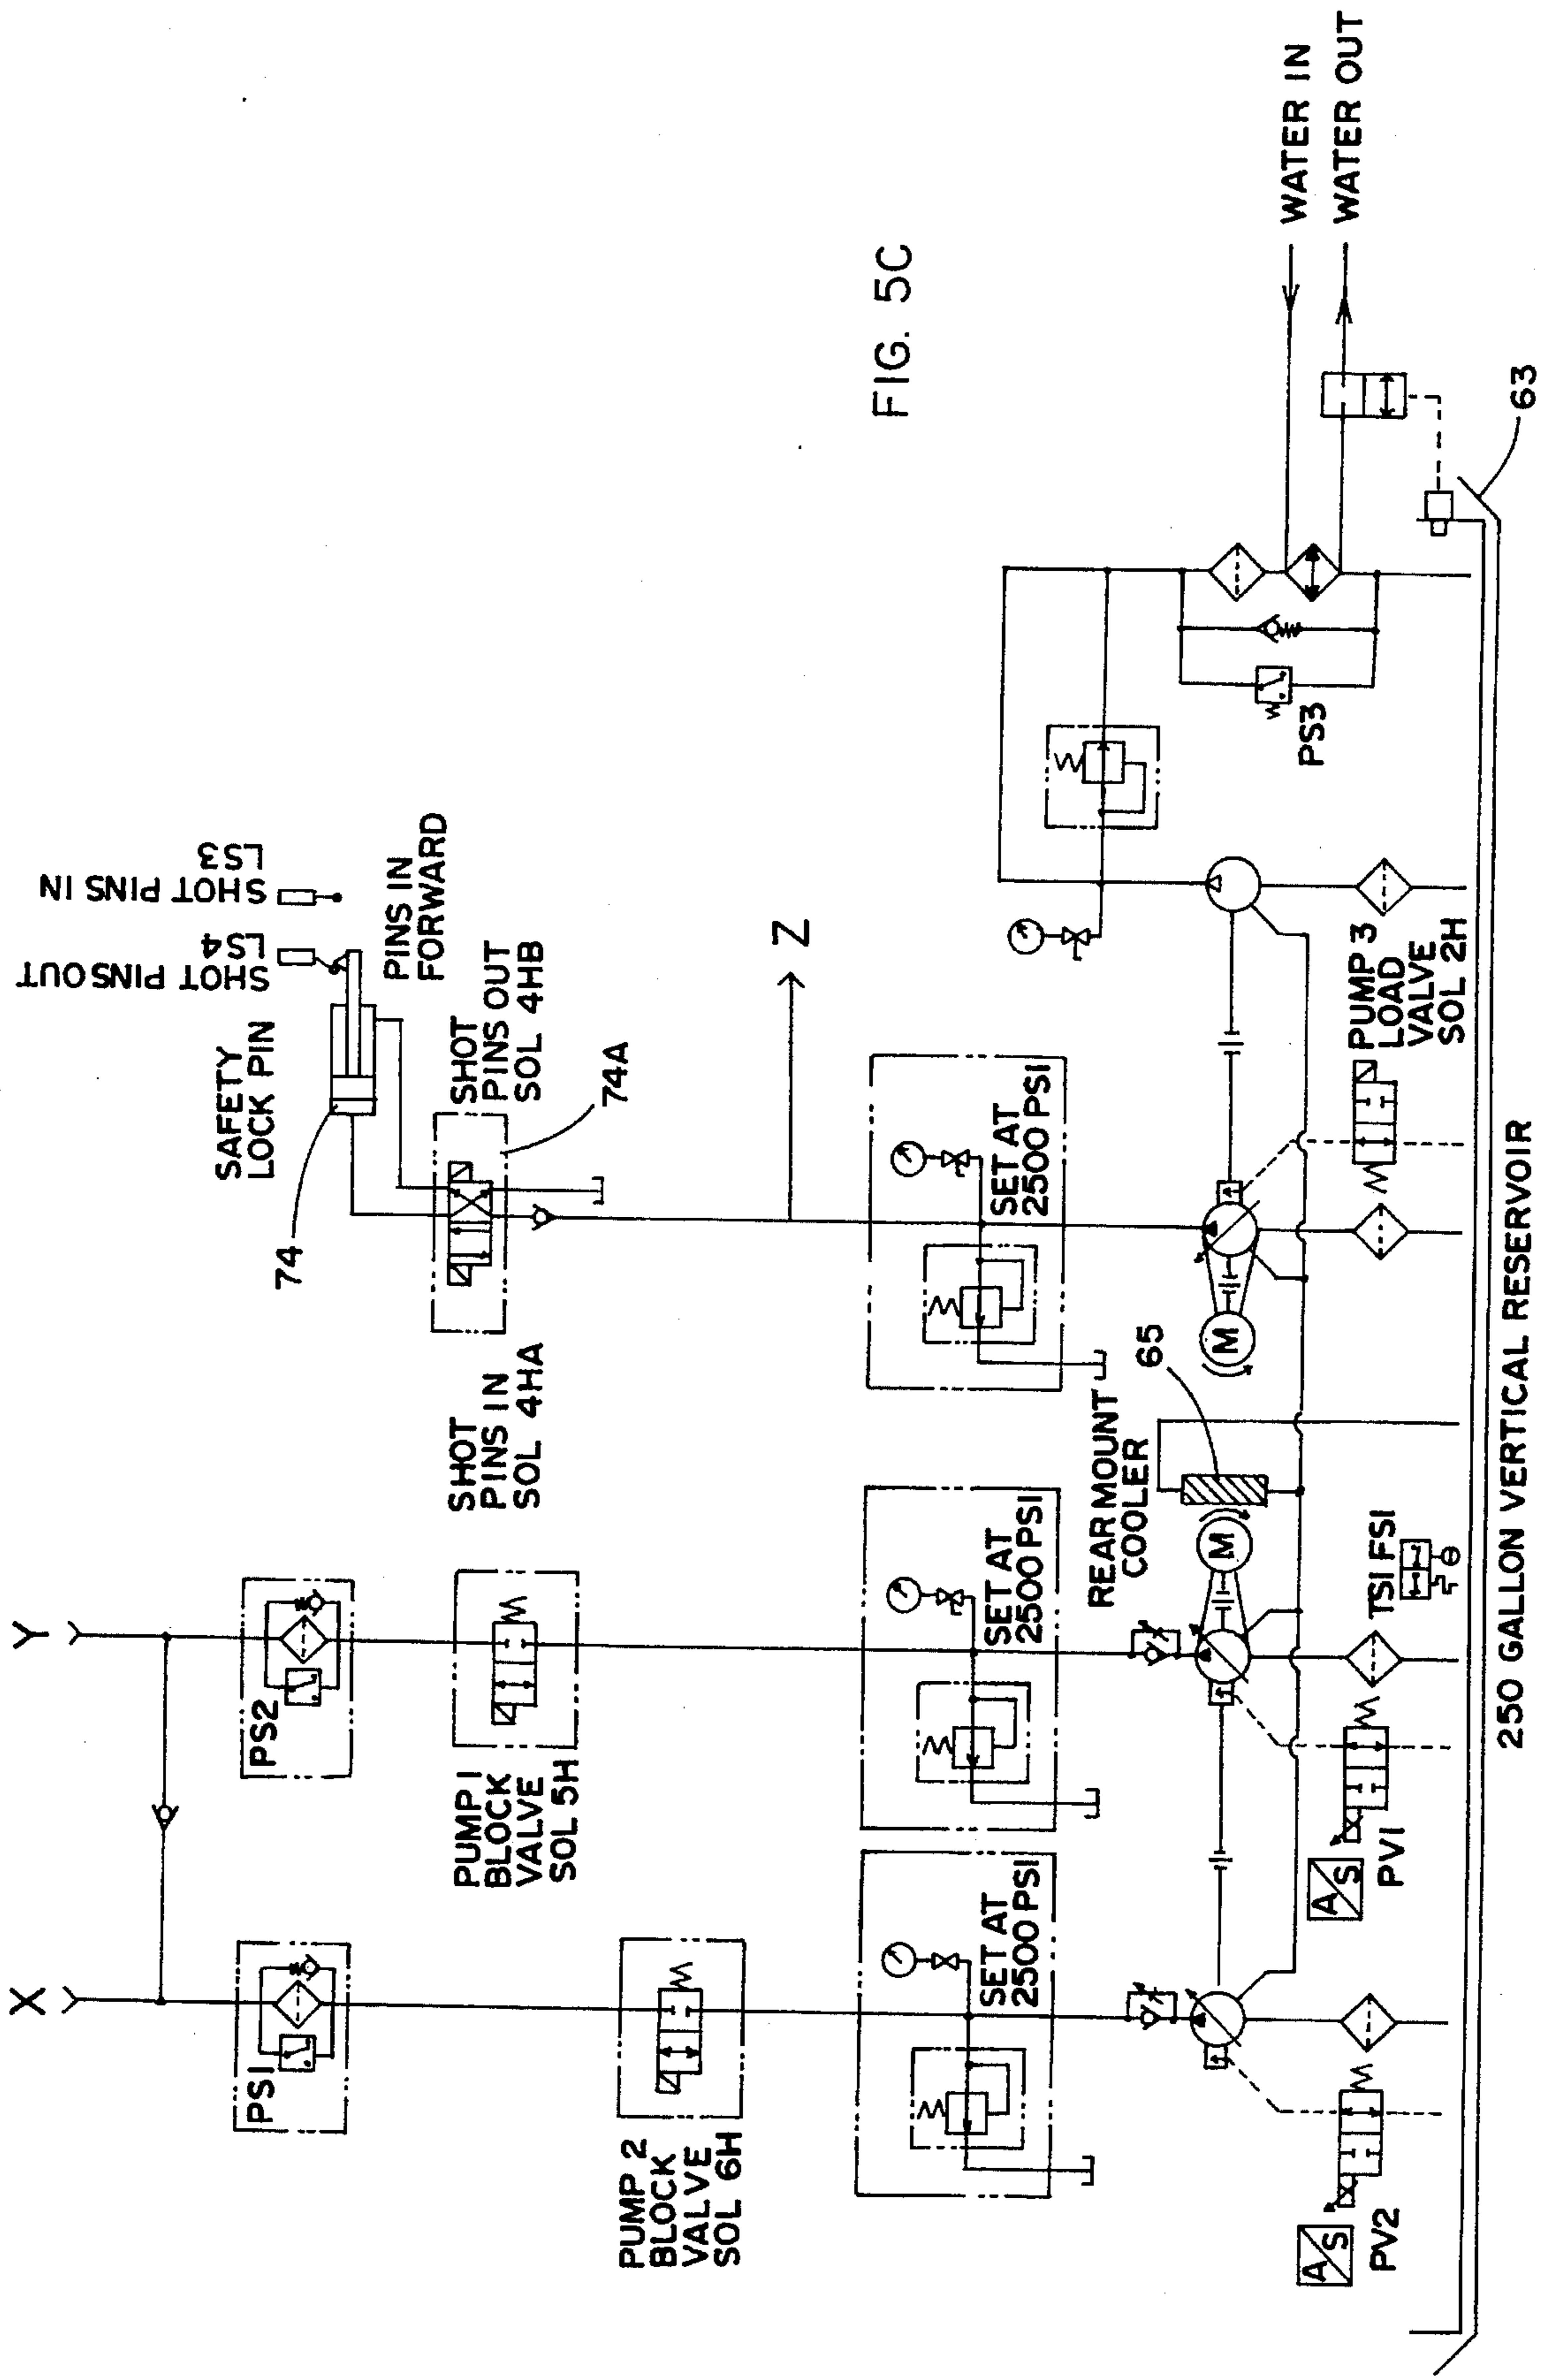 X
Y
PS1
PS2
PUMP 2
BLOCK
VALVE
SOL 6H
PUMP 1
BLOCK
VALVE
SOL 5H
SAFETY
LOCK PIN
74
SHOT PINS OUT
LS4
SHOT PINS IN
LS3
PINS IN
FORWARD
SHOT
PINS IN
SOL 4HA
SHOT
PINS OUT
SOL 4HB
74A
Z
FIG. 5C
SET AT
2500 PSI
SET AT
2500 PSI
SET AT
2500 PSI
REAR MOUNT
COOLER
65
M
M
A
S
PV2
A
S
PV1
TS1 FS1
PUMP 3
LOAD
VALVE
SOL 2H
PS3
WATER IN
WATER OUT
63
250 GALLON VERTICAL RESERVOIR